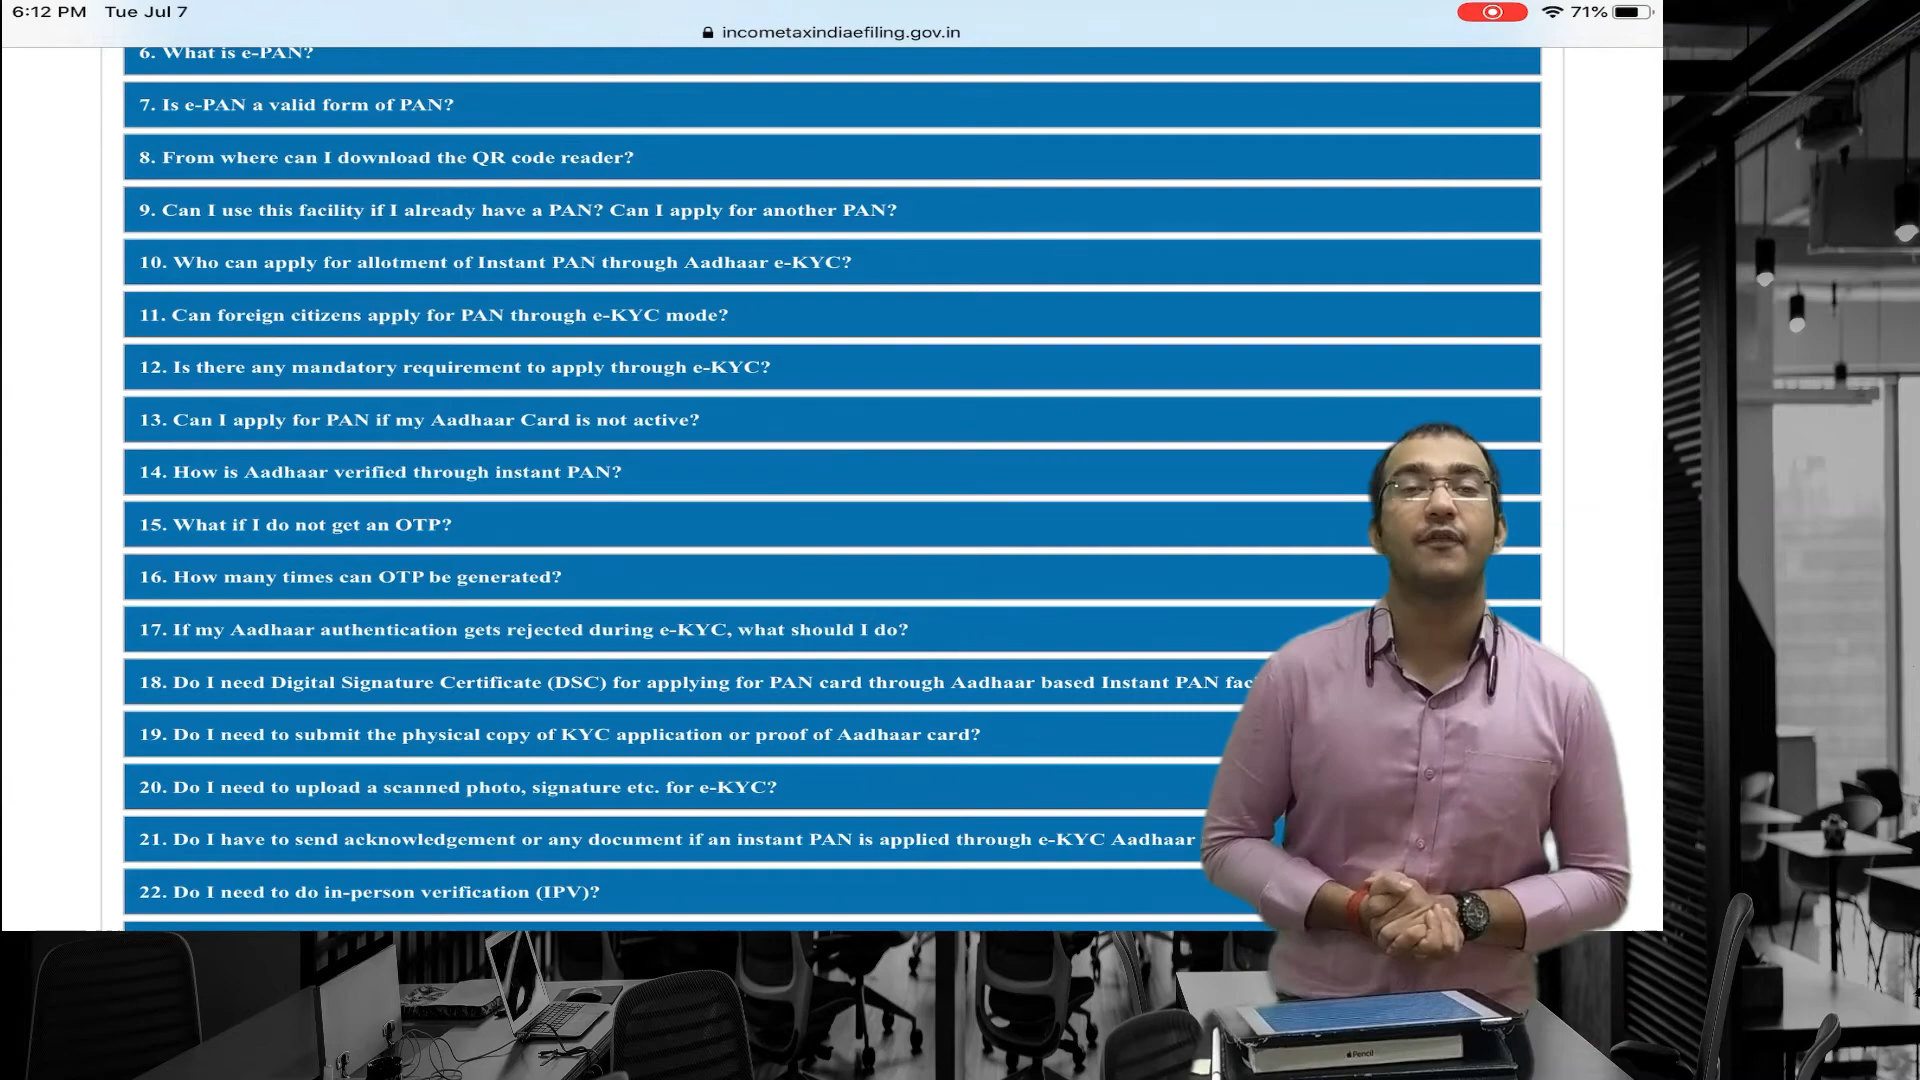 6:12 PM Tue Jul 7
71%
incometaxindiaefiling.gov.in
6. What is e-PAN?
7. Is e-PAN a valid form of PAN?
8. From where can I download the QR code reader?
9. Can I use this facility if I already have a PAN? Can I apply for another PAN?
10. Who can apply for allotment of Instant PAN through Aadhaar e-KYC?
11. Can foreign citizens apply for PAN through e-KYC mode?
12. Is there any mandatory requirement to apply through e-KYC?
13. Can I apply for PAN if my Aadhaar Card is not active?
14. How is Aadhaar verified through instant PAN?
15. What if I do not get an OTP?
16. How many times can OTP be generated?
17. If my Aadhaar authentication gets rejected during e-KYC, what should I do?
18. Do I need Digital Signature Certificate (DSC) for applying for PAN card through Aadhaar based Instant PAN
19. Do I need to submit the physical copy of KYC application or proof of Aadhaar card?
20. Do I need to upload a scanned photo, signature etc. for e-KYC?
21. Do I have to send acknowledgement or any document if an instant PAN is applied through e-KYC Aadhaar
22. Do I need to do in-person verification (IPV)?
Pencil